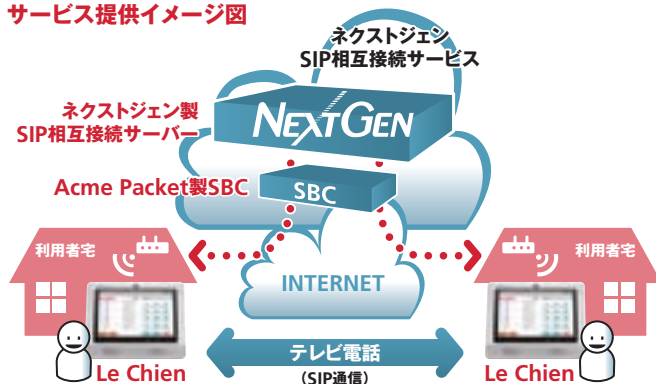 サービス提供イメージ図
ネクストジェン
SIP相互接続サービス
ネクストジェン製
SIP相互接続サーバー
NEXTGEN
Acme Packet製SBC
SBC
利用者宅
利用者宅
INTERNET
テレビ電話
(SIP通信)
Le Chien
Le Chien